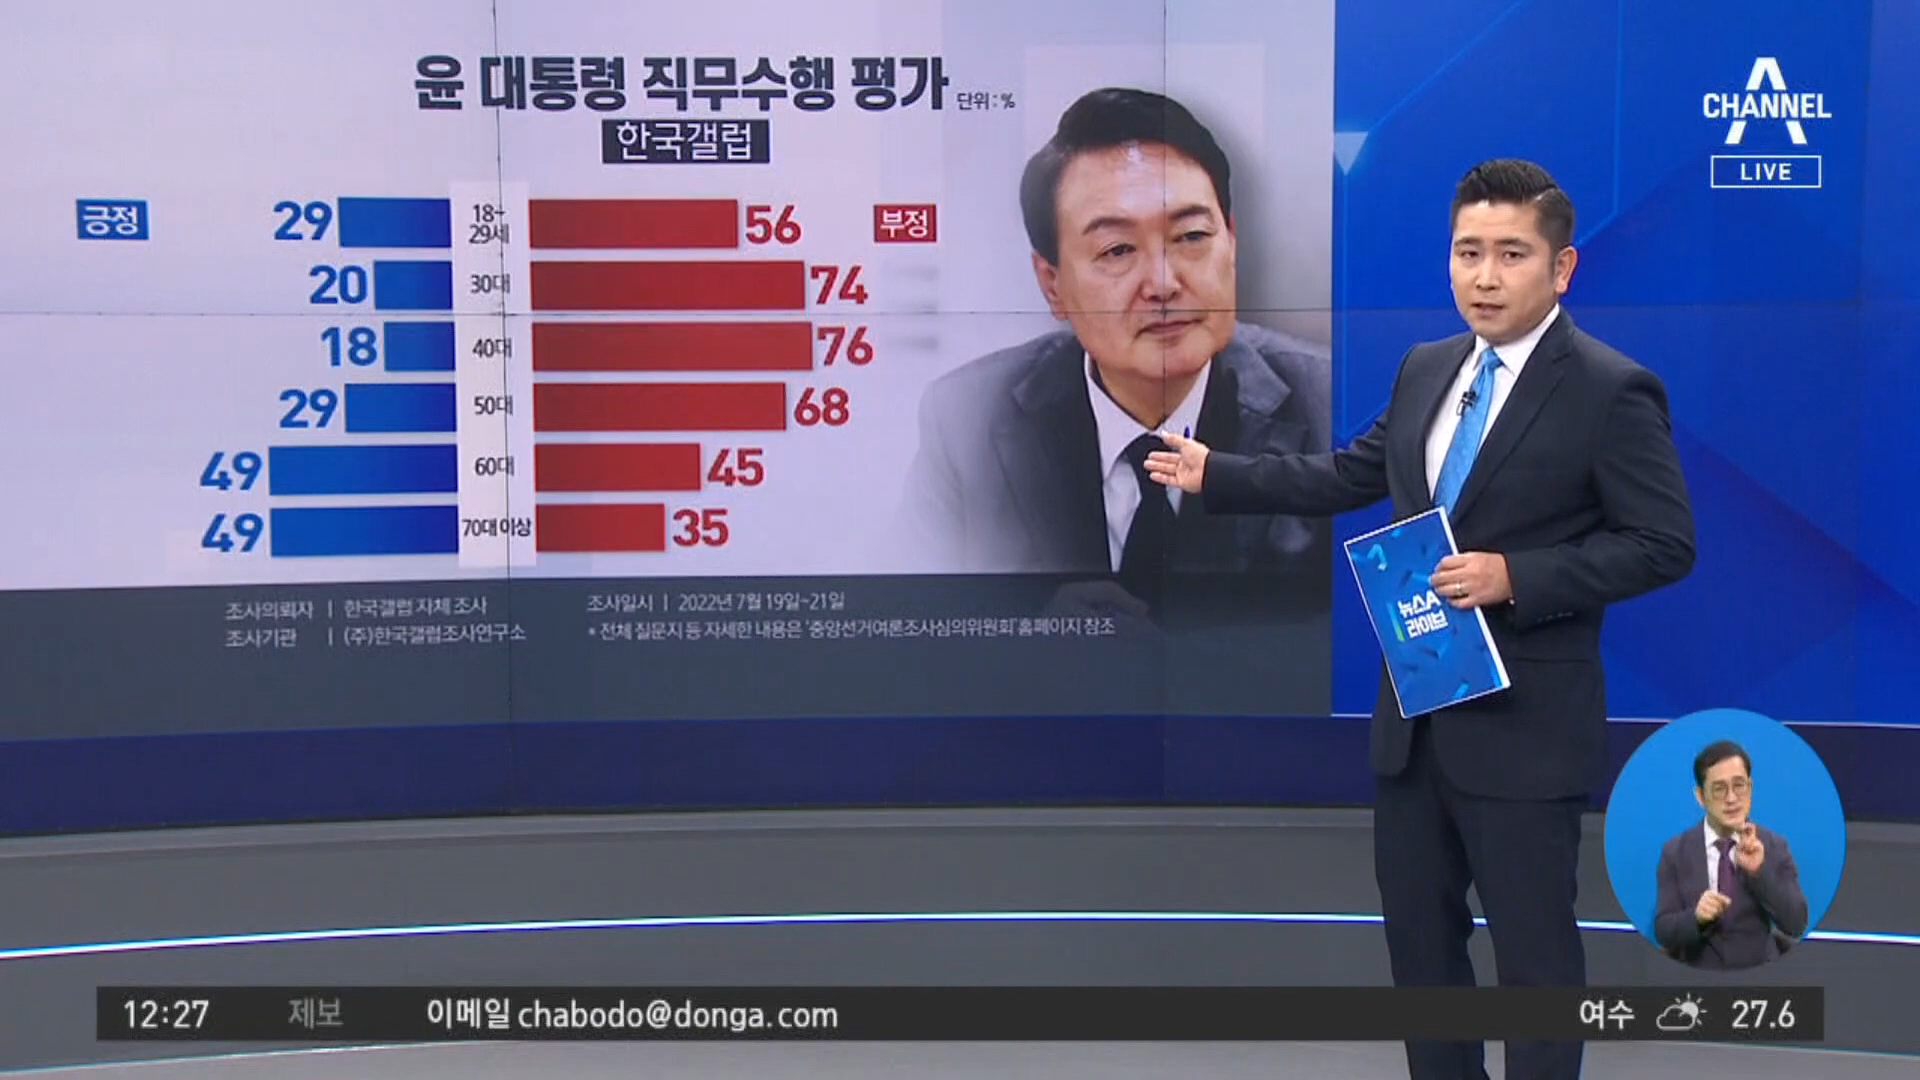 윤 대통령 직무수행 평가 단위 : %
한국갤럽
긍정 부정
29 18~29세 56
20 30대 74
18 40대 76
29 50대 68
49 60대 45
49 70대 이상 35
조사의뢰자 | 한국갤럽 자체 조사
조사기관 | (주)한국갤럽조사연구소
조사일시 | 2022년 7월 19일~21일
* 전체 질문지 등 자세한 내용은 '중앙선거여론조사심의위원회' 홈페이지 참조
CHANNEL A
LIVE
뉴스A
라이브
12:27 제보 이메일 chabodo@donga.com 여수 27.6